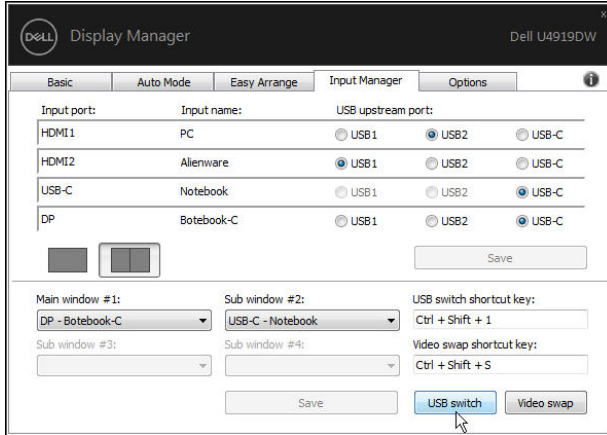 DELL Display Manager Dell U4919DW
Basic Auto Mode Easy Arrange Input Manager Options
Input port: Input name: USB upstream port:
HDMI1 PC USB1 USB2 USB-C
HDMI2 Alienware USB1 USB2 USB-C
USB-C Notebook USB1 USB2 USB-C
DP Botebook-C USB1 USB2 USB-C
Save
Main window #1: Sub window #2: USB switch shortcut key:
DP - Botebook-C USB-C - Notebook Ctrl + Shift + 1
Sub window #3: Sub window #4: Video swap shortcut key:
Ctrl + Shift + S
Save USB switch Video swap